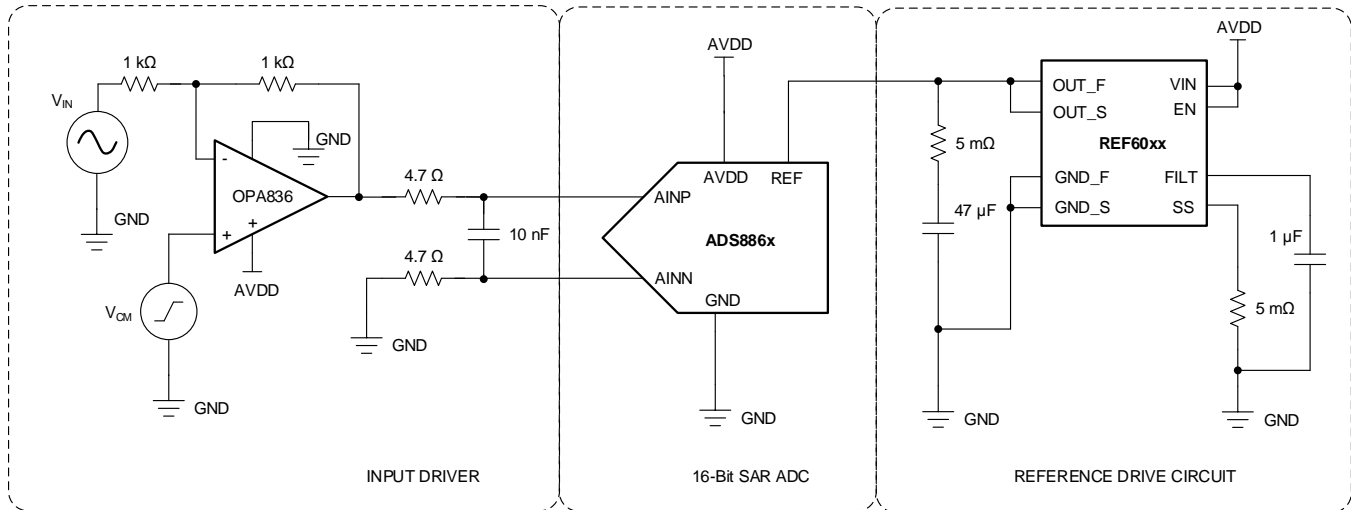 1 kΩ
1 kΩ
V_IN
GND
GND
-
OPA836
+
+
AVDD
V_CM
GND
4.7 Ω
10 nF
4.7 Ω
GND
INPUT DRIVER
AVDD
AVDD
REF
AINP
ADS886x
AINN
GND
GND
16-Bit SAR ADC
AVDD
OUT_F
VIN
OUT_S
EN
REF60xx
5 mΩ
GND_F
FILT
GND_S
SS
47 µF
1 µF
5 mΩ
GND
GND
REFERENCE DRIVE CIRCUIT